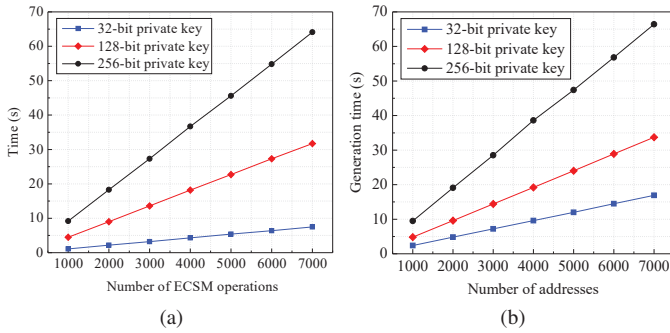 70
60
50
40
30
20
10
0
Time (s)
32-bit private key
128-bit private key
256-bit private key
1000 2000 3000 4000 5000 6000 7000
Number of ECSM operations
(a)
70
60
50
40
30
20
10
0
Generation time (s)
32-bit private key
128-bit private key
256-bit private key
1000 2000 3000 4000 5000 6000 7000
Number of addresses
(b)